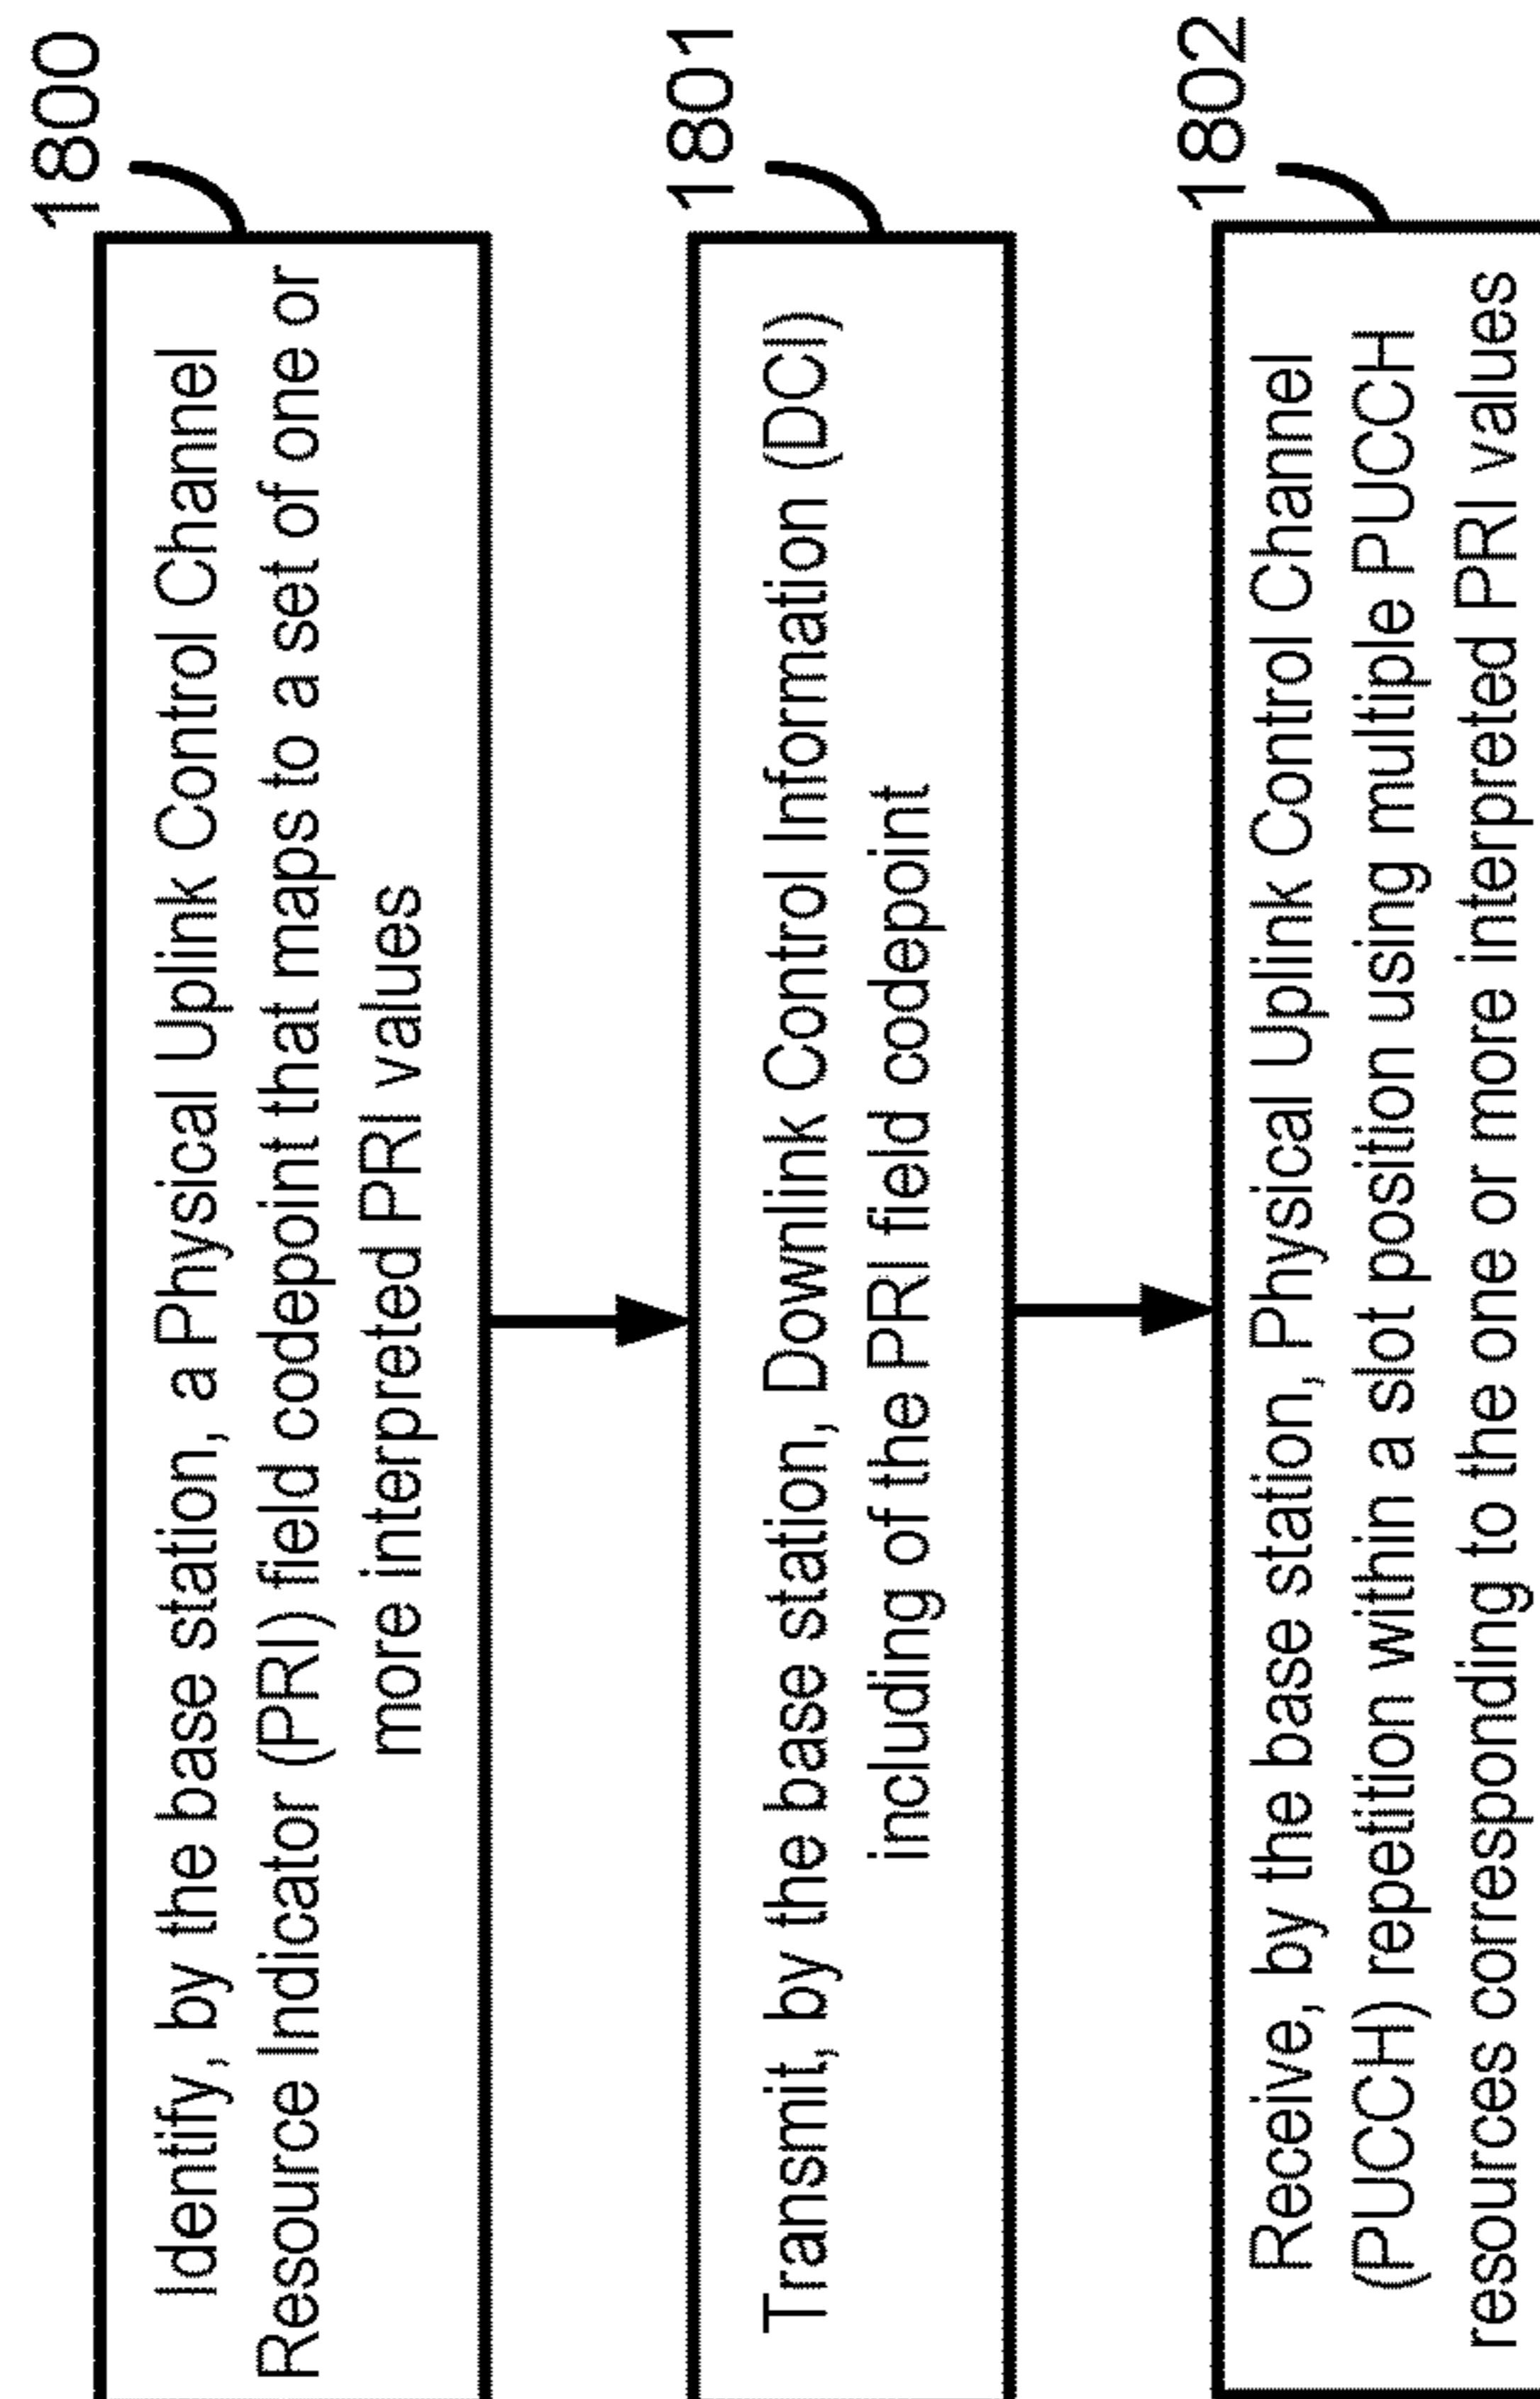 1800
Identify, by the base station, a Physical Uplink Control Channel
Resource Indicator (PRI) field codepoint that maps to a set of one or
more interpreted PRI values
1801
Transmit, by the base station, Downlink Control Information (DCI)
including of the PRI field codepoint
1802
Receive, by the base station, Physical Uplink Control Channel
(PUCCH) repetition within a slot position using multiple PUCCH
resources corresponding to the one or more interpreted PRI values